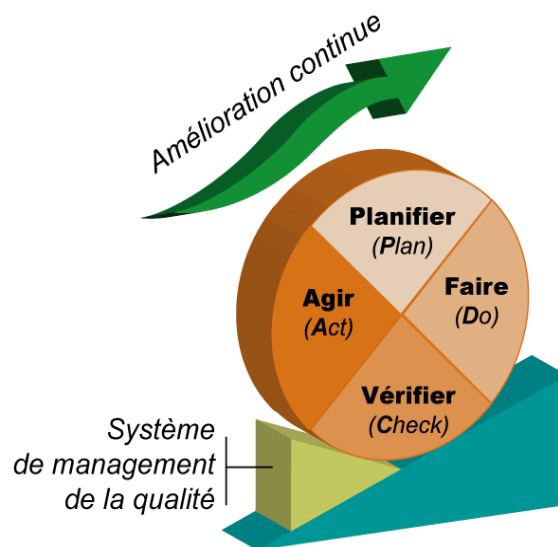 Amélioration continue
Planifier
(Plan)
Faire
(Do)
Agir
(Act)
Vérifier
(Check)
Système
de management
de la qualité